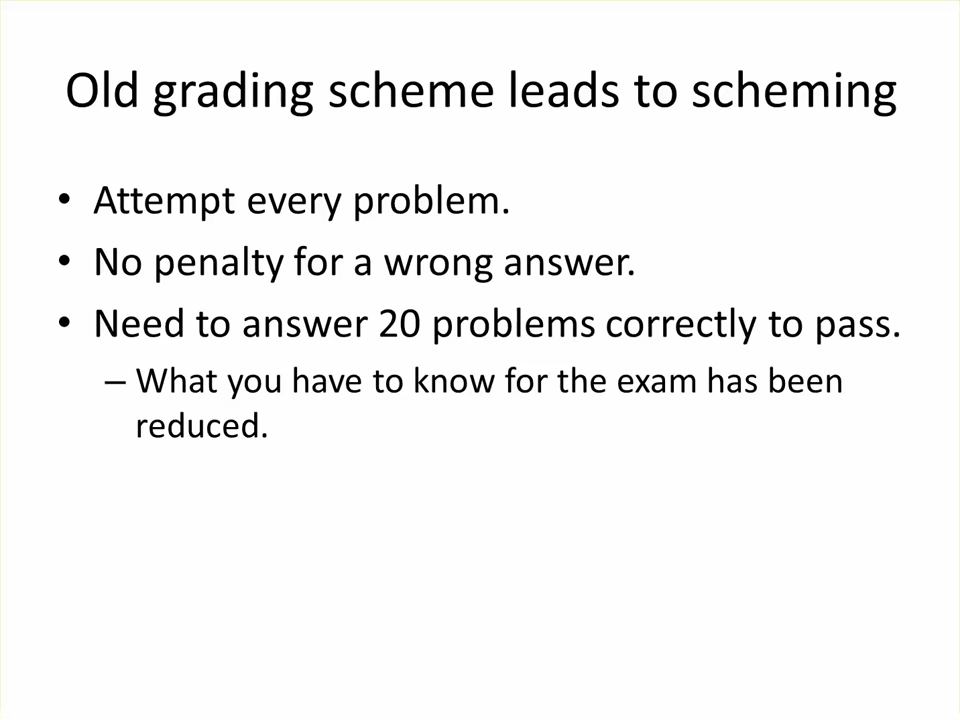 Old grading scheme leads to scheming
• Attempt every problem.
• No penalty for a wrong answer.
• Need to answer 20 problems correctly to pass.
– What you have to know for the exam has been
reduced.